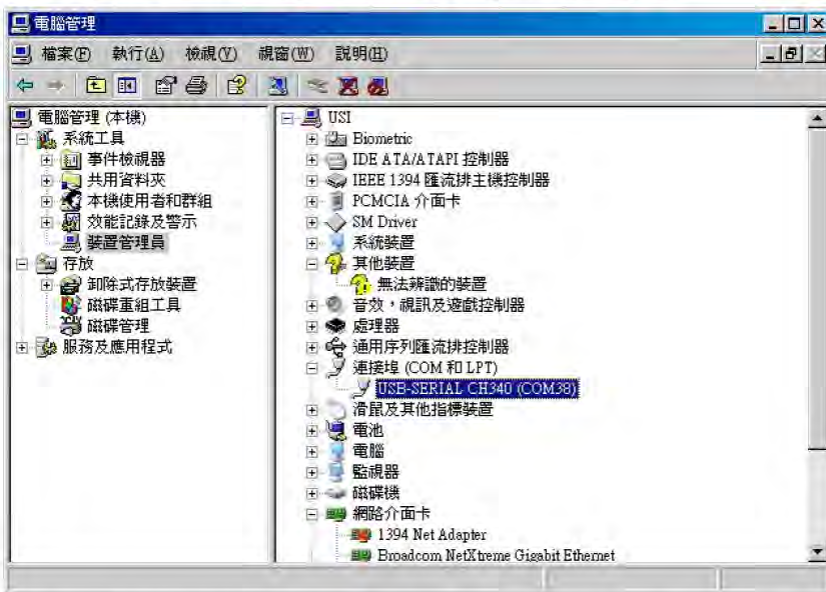 電腦管理
檔案(F) 執行(A) 檢視(V) 視窗(W) 說明(H)
電腦管理 (本機)
系統工具
事件檢視器
共用資料夾
本機使用者和群組
效能記錄及警示
裝置管理員
存放
卸除式存放裝置
磁碟重組工具
磁碟管理
服務及應用程式
USI
Biometric
IDE ATA/ATAPI 控制器
IEEE 1394 匯流排主機控制器
PCMCIA 介面卡
SM Driver
系統裝置
其他裝置
無法辨識的裝置
音效，視訊及遊戲控制器
處理器
通用序列匯流排控制器
連接埠 (COM 和 LPT)
USB-SERIAL CH340 (COM38)
滑鼠及其他指標裝置
電池
電腦
監視器
磁碟機
網路介面卡
1394 Net Adapter
Broadcom NetXtreme Gigabit Ethernet